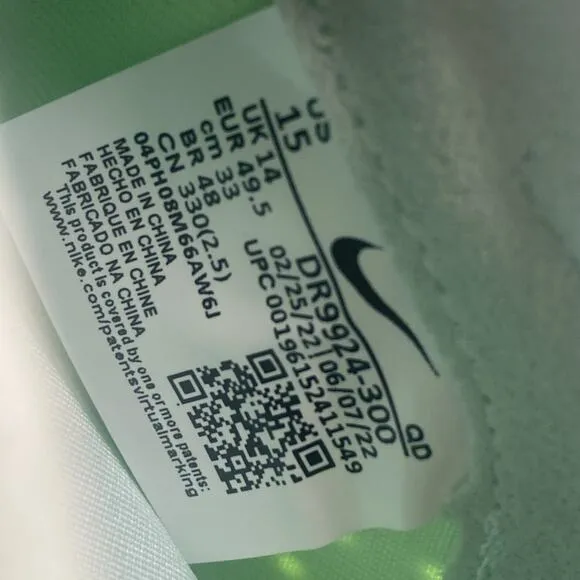 US
15
UK 14
EUR 49.5
cm 33
BR 48
CN 330(2.5)
04PH08M66AW6J
MADE IN CHINA
HECHO EN CHINA
FABRIQUE EN CHINE
FABRICADO NA CHINA
This product is covered by one or more patents:
www.nike.com/patentsvirtualmarking
QD
DR9924-300
02/25/22 | 06/07/22
UPC 00196152411549